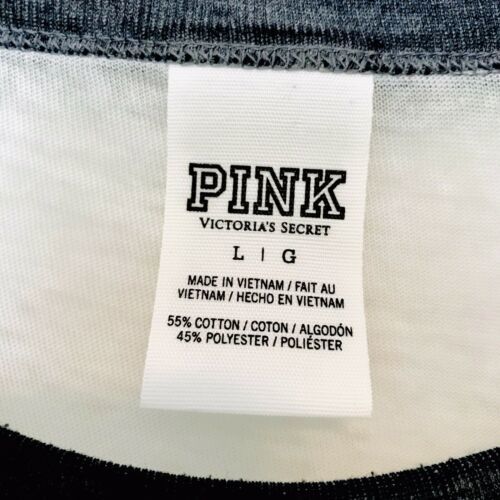 PINK
VICTORIA'S SECRET
L | G
MADE IN VIETNAM / FAIT AU
VIETNAM / HECHO EN VIETNAM
55% COTTON / COTON / ALGODÓN
45% POLYESTER / POLIÉSTER